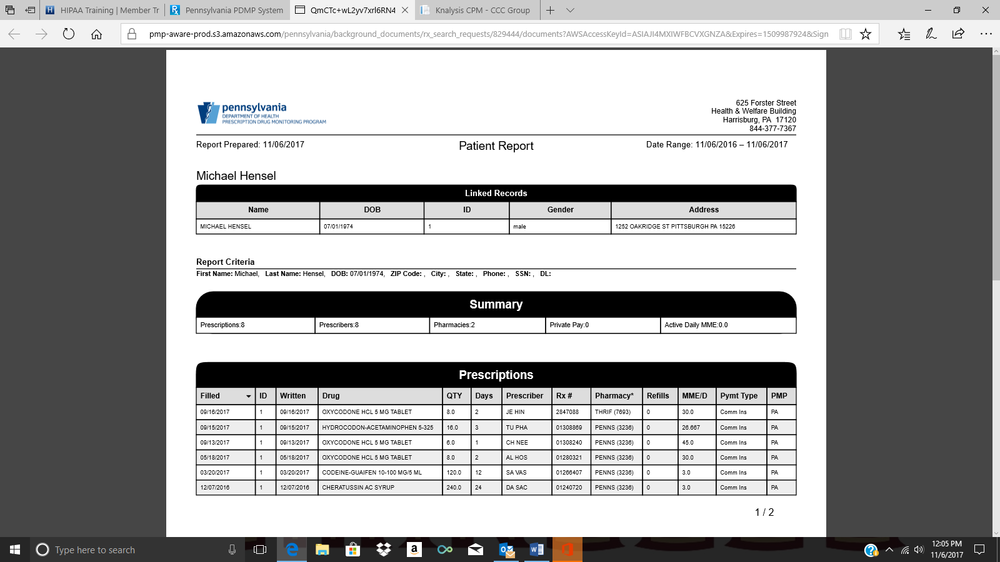 HIPAA Training | Member Tr
Pennsylvania PDMP System
QmCTc+wL2yv7xrl6RN4
Knalysis CPM - CCC Group
pmp-aware-prod.s3.amazonaws.com/pennsylvania/background_documents/rx_search_requests/829444/documents?AWSAccessKeyId=ASIAJI4MXIWFBCVXGNZA&Expires=1509987924&Sign
pennsylvania
DEPARTMENT OF HEALTH
PRESCRIPTION DRUG MONITORING PROGRAM
625 Forster Street
Health & Welfare Building
Harrisburg, PA 17120
844-377-7367
Report Prepared: 11/06/2017 Patient Report Date Range: 11/06/2016 – 11/06/2017
Michael Hensel
Linked Records
Name DOB ID Gender Address
MICHAEL HENSEL 07/01/1974 1 male 1252 OAKRIDGE ST PITTSBURGH PA 15226
Report Criteria
First Name: Michael, Last Name: Hensel, DOB: 07/01/1974, ZIP Code: , City: , State: , Phone: , SSN: , DL:
Summary
Prescriptions:8 Prescribers:8 Pharmacies:2 Private Pay:0 Active Daily MME:0.0
Prescriptions
Filled ID Written Drug QTY Days Prescriber Rx # Pharmacy* Refills MME/D Pymt Type PMP
09/16/2017 1 09/16/2017 OXYCODONE HCL 5 MG TABLET 8.0 2 JE HIN 2847088 THRIF (7693) 0 30.0 Comm Ins PA
09/15/2017 1 09/15/2017 HYDROCODON-ACETAMINOPHEN 5-325 16.0 3 TU PHA 01308869 PENNS (3236) 0 26.667 Comm Ins PA
09/13/2017 1 09/13/2017 OXYCODONE HCL 5 MG TABLET 6.0 1 CH NEE 01308240 PENNS (3236) 0 45.0 Comm Ins PA
05/18/2017 1 05/18/2017 OXYCODONE HCL 5 MG TABLET 8.0 2 AL HOS 01280321 PENNS (3236) 0 30.0 Comm Ins PA
03/20/2017 1 03/20/2017 CODEINE-GUAIFEN 10-100 MG/5 ML 120.0 12 SA VAS 01266407 PENNS (3236) 0 3.0 Comm Ins PA
12/07/2016 1 12/07/2016 CHERATUSSIN AC SYRUP 240.0 24 DA SAC 01240720 PENNS (3236) 0 3.0 Comm Ins PA
1 / 2
Type here to search
12:05 PM
11/6/2017